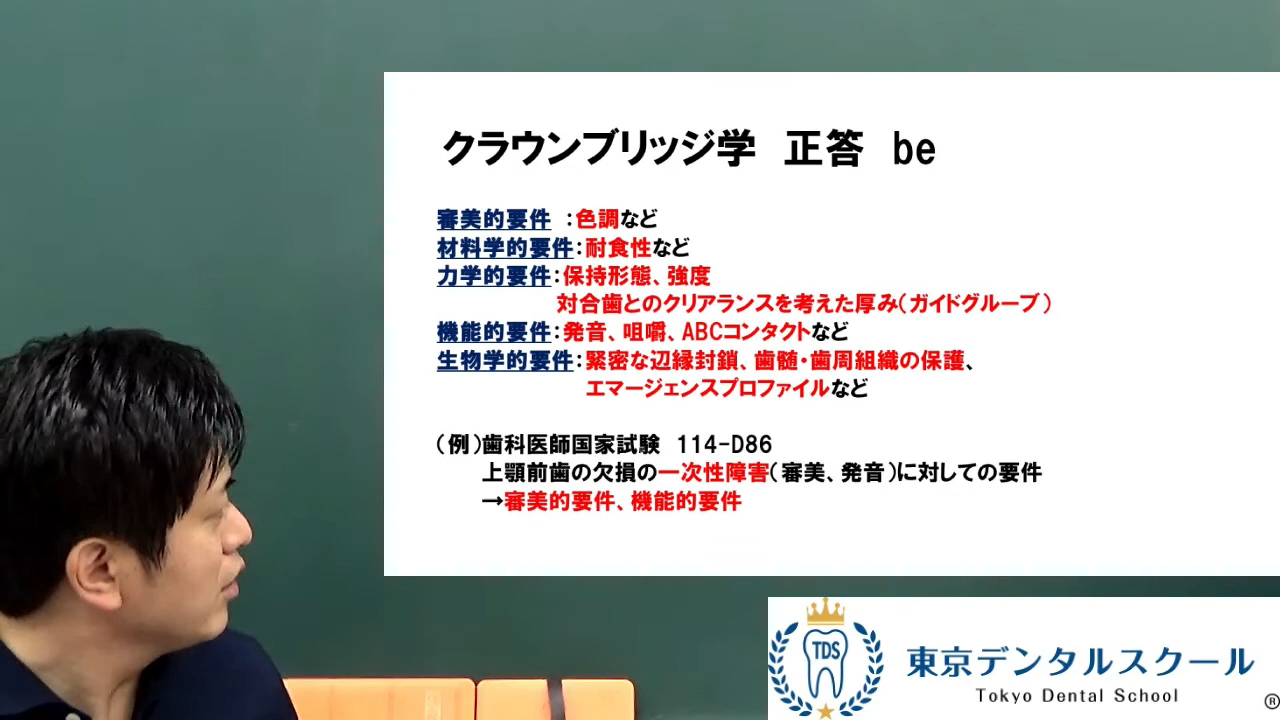 クラウンブリッジ学 正答 be
審美的要件 :色調など
材料学的要件:耐食性など
力学的要件:保持形態、強度
対合歯とのクリアランスを考えた厚み(ガイドグルーブ)
機能的要件:発音、咀嚼、ABCコンタクトなど
生物学的要件:緊密な辺縁封鎖、歯髄・歯周組織の保護、
エマージェンスプロファイルなど
(例)歯科医師国家試験 114-D86
上顎前歯の欠損の一次性障害(審美、発音)に対しての要件
→審美的要件、機能的要件
TDS
東京デンタルスクール
Tokyo Dental School
®